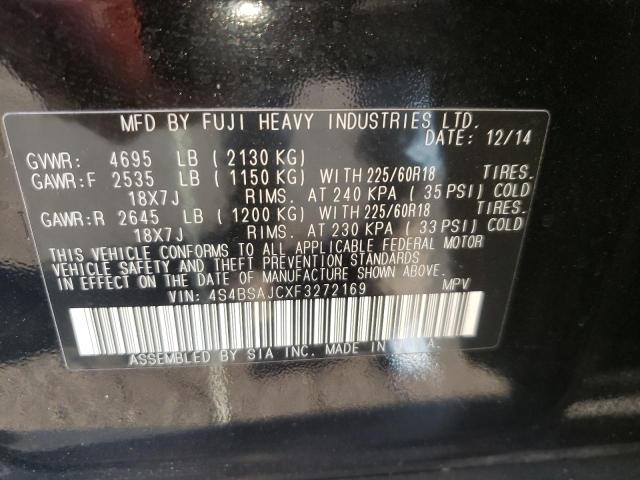 MFD BY FUJI HEAVY INDUSTRIES LTD.
DATE: 12/14
GVWR: 4695 LB ( 2130 KG)
GAWR:F 2535 LB ( 1150 KG) WITH 225/60R18 TIRES.
18X7J RIMS. AT 240 KPA ( 35 PSI) COLD
GAWR:R 2645 LB ( 1200 KG) WITH 225/60R18 TIRES.
18X7J RIMS. AT 230 KPA ( 33 PSI) COLD
THIS VEHICLE CONFORMS TO ALL APPLICABLE FEDERAL MOTOR
VEHICLE SAFETY, BUMPER, AND THEFT PREVENTION STANDARDS
IN EFFECT ON THE DATE OF MANUFACTURE SHOWN ABOVE.
VIN: 4S4BSAJCXF3272169 MPV
ASSEMBLED BY SIA INC. MADE IN U.S.A.